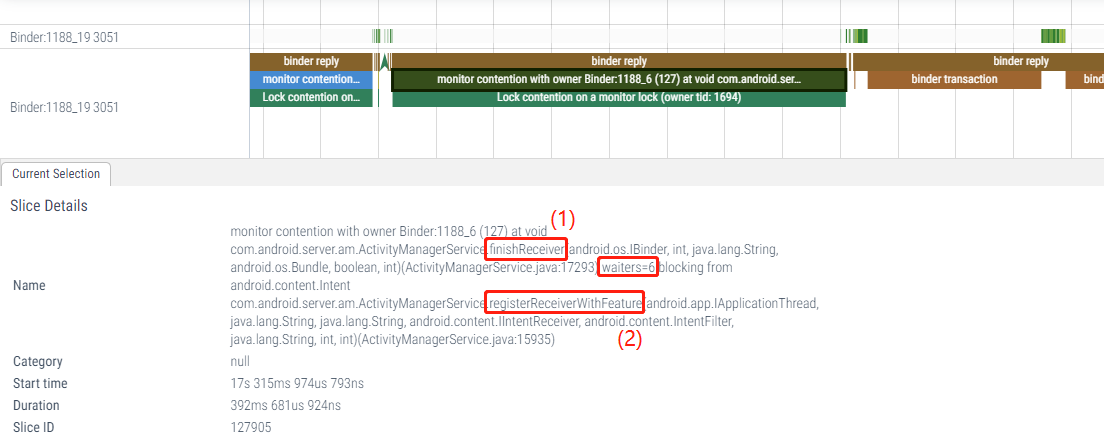 Binder:1188_19 3051
binder reply binder reply binder reply
Binder:1188_19 3051
monitor contention... monitor contention with owner Binder:1188_6 (127) at void com.android.ser... binder transaction bind
Lock contention on... Lock contention on a monitor lock (owner tid: 1694)
Current Selection
Slice Details
(1)
monitor contention with owner Binder:1188_6 (127) at void
com.android.server.am.ActivityManagerService.finishReceiver(android.os.IBinder, int, java.lang.String,
android.os.Bundle, boolean, int)(ActivityManagerService.java:17293) waiters=6 blocking from
Name android.content.Intent
com.android.server.am.ActivityManagerService.registerReceiverWithFeature(android.app.IApplicationThread,
java.lang.String, java.lang.String, android.content.IIntentReceiver, android.content.IntentFilter,
java.lang.String, int, int)(ActivityManagerService.java:15935)
(2)
Category null
Start time 17s 315ms 974us 793ns
Duration 392ms 681us 924ns
Slice ID 127905